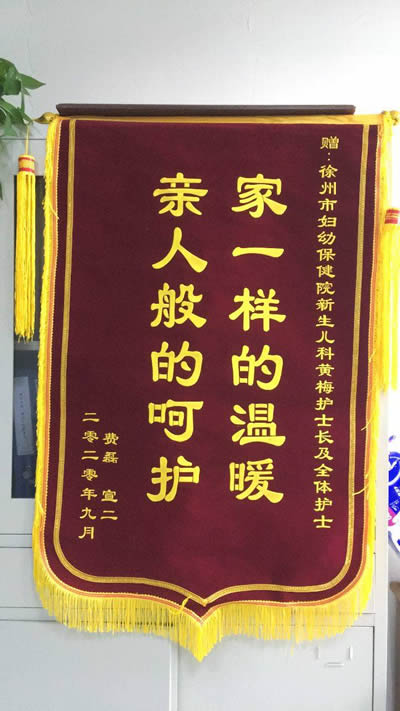 赠：徐州市妇幼保健院新生儿科黄梅护士长及全体护士
家一样的温暖
亲人般的呵护
费磊 宣二
二零二零年九月